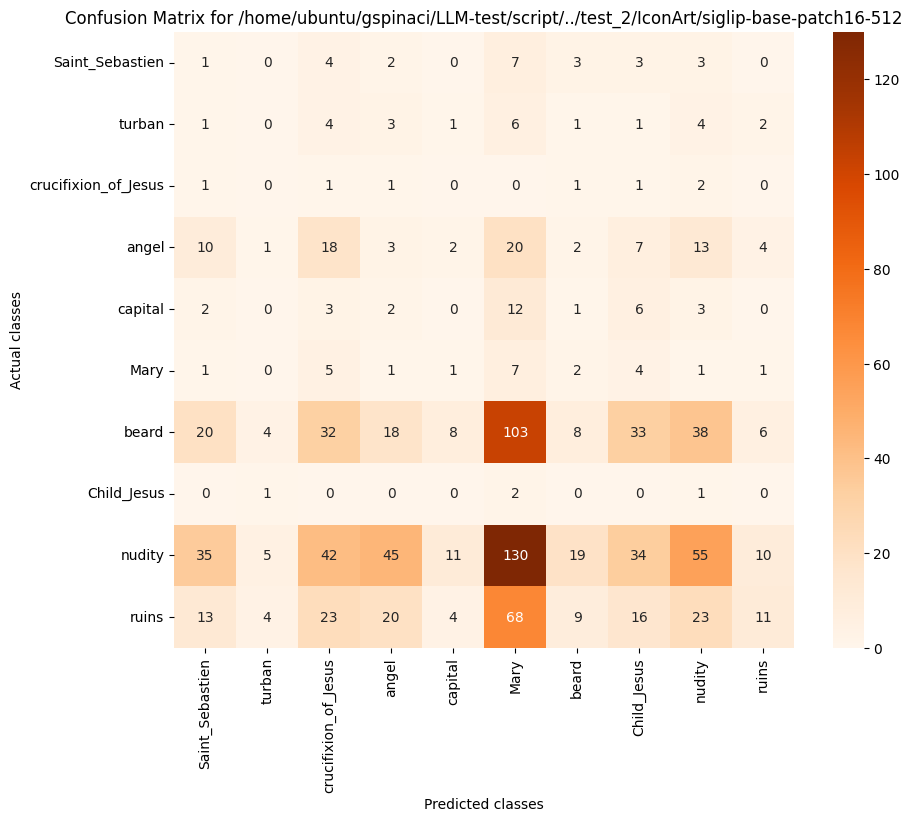 Confusion Matrix for /home/ubuntu/gspinaci/LLM-test/script/../test_2/IconArt/siglip-base-patch16-512
Actual classes
Saint_Sebastien 1 0 4 2 0 7 3 3 3 0
turban 1 0 4 3 1 6 1 1 4 2
crucifixion_of_Jesus 1 0 1 1 0 0 1 1 2 0
angel 10 1 18 3 2 20 2 7 13 4
capital 2 0 3 2 0 12 1 6 3 0
Mary 1 0 5 1 1 7 2 4 1 1
beard 20 4 32 18 8 103 8 33 38 6
Child_Jesus 0 1 0 0 0 2 0 0 1 0
nudity 35 5 42 45 11 130 19 34 55 10
ruins 13 4 23 20 4 68 9 16 23 11
Saint_Sebastien turban crucifixion_of_Jesus angel capital Mary beard Child_Jesus nudity ruins
Predicted classes
120
100
80
60
40
20
0